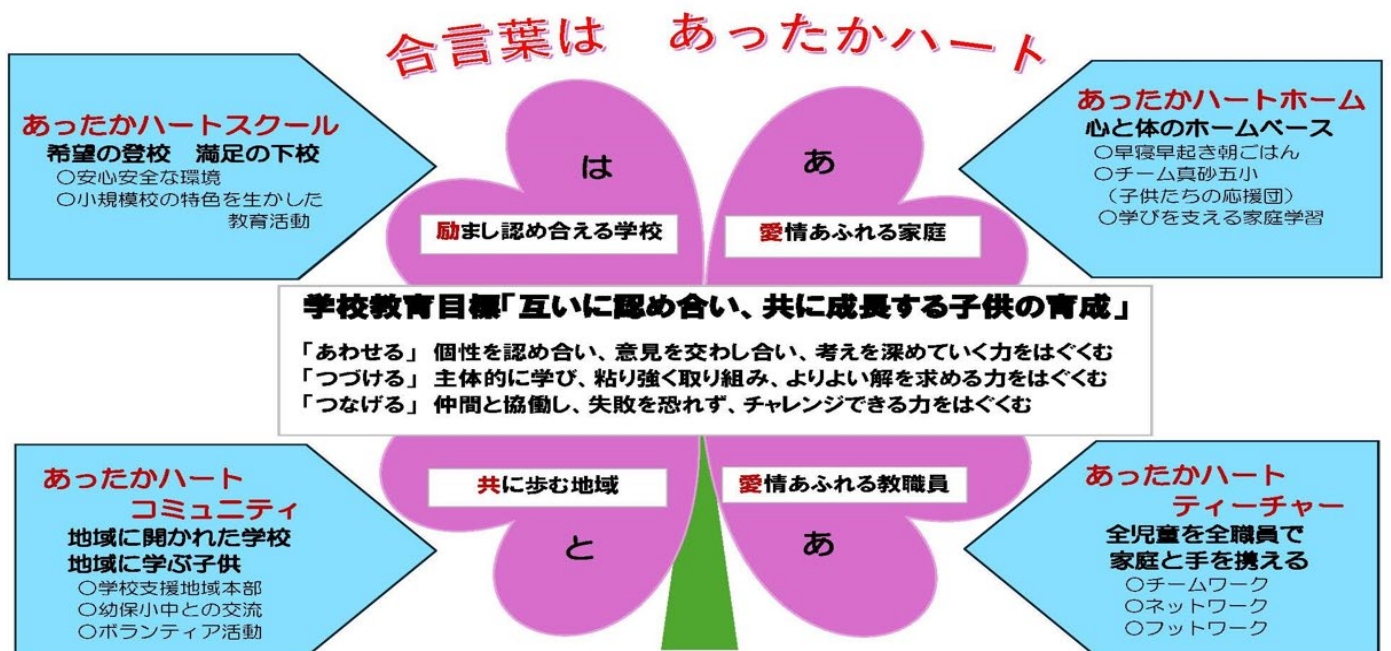 合言葉は　あったかハート
あったかハートスクール
希望の登校　満足の下校
○安心安全な環境
○小規模校の特色を生かした
教育活動
は
励まし認め合える学校
あ
愛情あふれる家庭
あったかハートホーム
心と体のホームベース
○早寝早起き朝ごはん
○チーム真砂五小
（子供たちの応援団）
○学びを支える家庭学習
学校教育目標「互いに認め合い、共に成長する子供の育成」
「あわせる」 個性を認め合い、意見を交わし合い、考えを深めていく力をはぐくむ
「つづける」 主体的に学び、粘り強く取り組み、よりよい解を求める力をはぐくむ
「つなげる」 仲間と協働し、失敗を恐れず、チャレンジできる力をはぐくむ
あったかハート
コミュニティ
地域に開かれた学校
地域に学ぶ子供
○学校支援地域本部
○幼保小中との交流
○ボランティア活動
共に歩む地域
と
愛情あふれる教職員
あ
あったかハート
ティーチャー
全児童を全職員で
家庭と手を携える
○チームワーク
○ネットワーク
○フットワーク